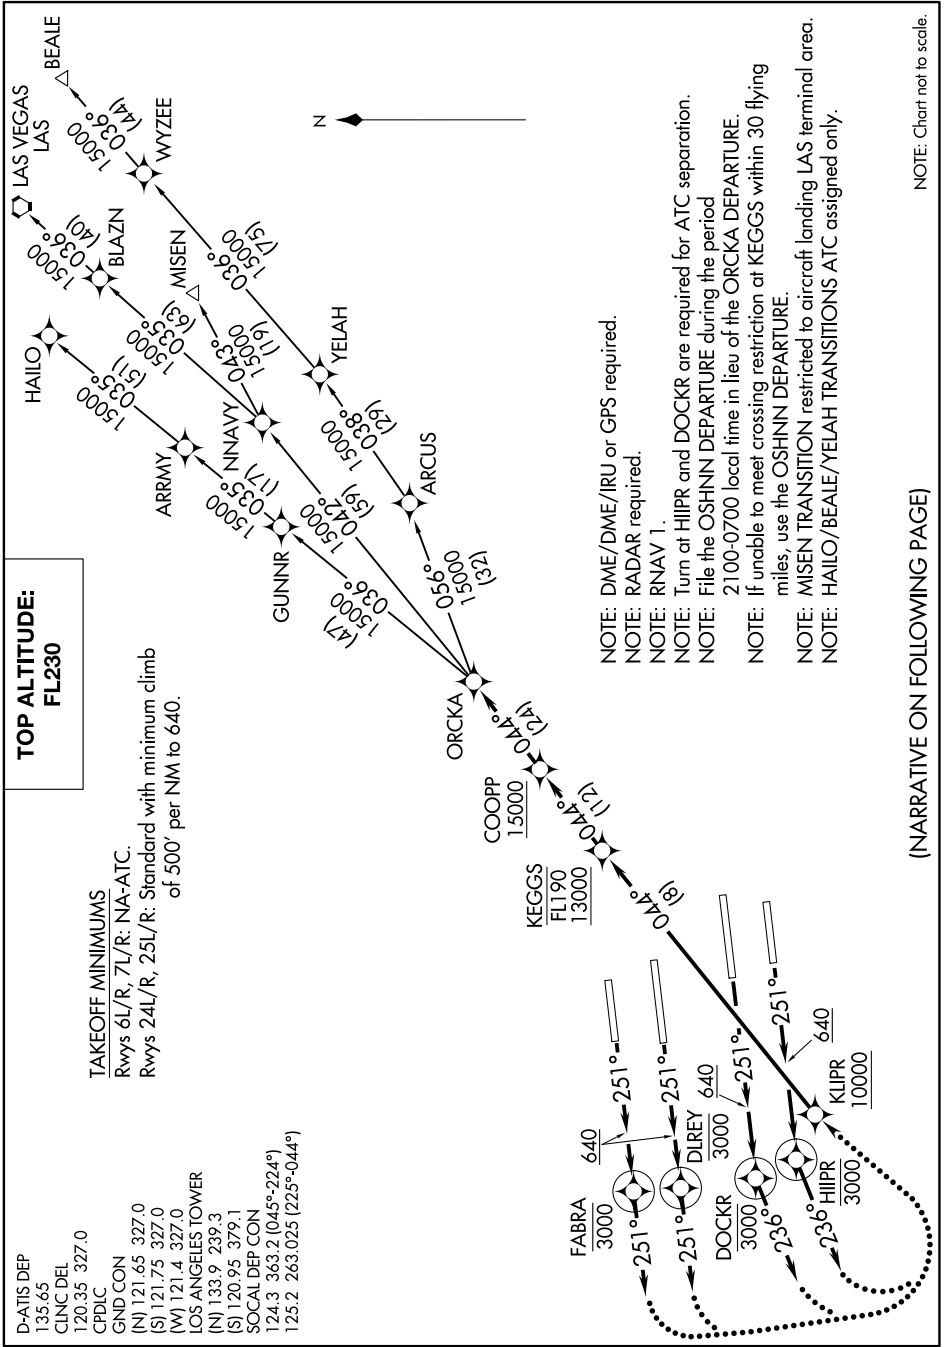 D-ATIS DEP
135.65
CLNC DEL
120.35 327.0
CPDLC
GND CON
(N) 121.65 327.0
(S) 121.75 327.0
(W) 121.4 327.0
LOS ANGELES TOWER
(N) 133.9 239.3
(S) 120.95 379.1
SOCAL DEP CON
124.3 363.2 (045°-224°)
125.2 263.025 (225°-044°)
TAKEOFF MINIMUMS
Rwys 6L/R, 7L/R: NA-ATC.
Rwys 24L/R, 25L/R: Standard with minimum climb
of 500' per NM to 640.
TOP ALTITUDE:
FL230
HAILO
LAS VEGAS
LAS
BEALE
15000
035°
(51)
ARRMY
15000
035°
(17)
GUNNR
15000
036°
(47)
15000
036°
(40)
BLAZN
15000
035°
(63)
NNAVY
MISEN
15000
043°
(19)
15000
042°
(59)
15000
036°
(44)
WYZEE
036°
15000
(75)
YELAH
15000
038°
(29)
ARCUS
056°
15000
(32)
N
ORCKA
044°
(24)
COOPP
15000
044°
(12)
KEGGS
FL190
13000
044°
(8)
FABRA
3000
251°
640
251°
DLREY
3000
251°
251°
DOCKR
3000
236°
640
251°
HIIPR
3000
236°
251°
640
KLIPR
10000
NOTE: DME/DME/IRU or GPS required.
NOTE: RADAR required.
NOTE: RNAV 1.
NOTE: Turn at HIIPR and DOCKR are required for ATC separation.
NOTE: File the OSHNN DEPARTURE during the period
2100-0700 local time in lieu of the ORCKA DEPARTURE.
NOTE: If unable to meet crossing restriction at KEGGS within 30 flying
miles, use the OSHNN DEPARTURE.
NOTE: MISEN TRANSITION restricted to aircraft landing LAS terminal area.
NOTE: HAILO/BEALE/YELAH TRANSITIONS ATC assigned only.
(NARRATIVE ON FOLLOWING PAGE)
NOTE: Chart not to scale.